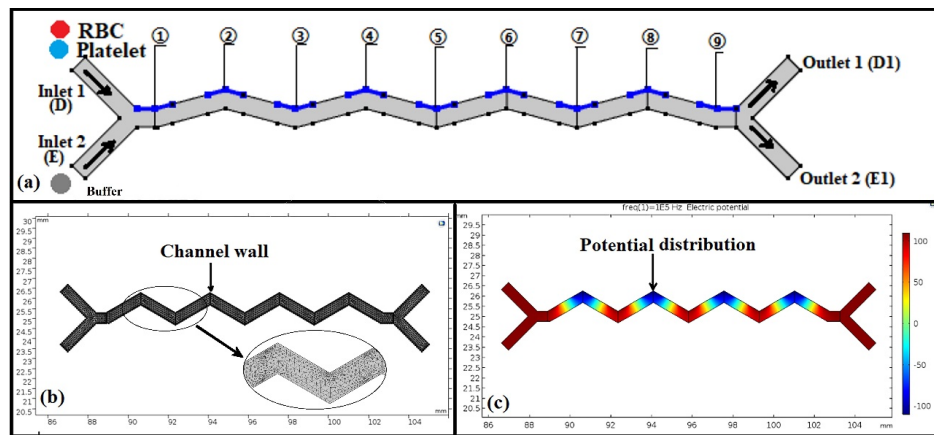 RBC
Platelet
① ② ③ ④ ⑤ ⑥ ⑦ ⑧ ⑨
Inlet 1
(D)
Inlet 2
(E)
Outlet 1 (D1)
Outlet 2 (E1)
(a)
Buffer
mm
30
29.5
29
28.5
28
27.5
27
26.5
26
25.5
25
24.5
24
23.5
23
22.5
22
21.5
21
20.5
Channel wall
(b)
86 88 90 92 94 96 98 100 102 104
mm
freq(1)=1E5 Hz Electric potential
mm
29.5
29
28.5
28
27.5
27
26.5
26
25.5
25
24.5
24
23.5
23
22.5
22
21.5
21
20.5
Potential distribution
(c)
86 88 90 92 94 96 98 100 102 104
mm
100
50
0
-50
-100